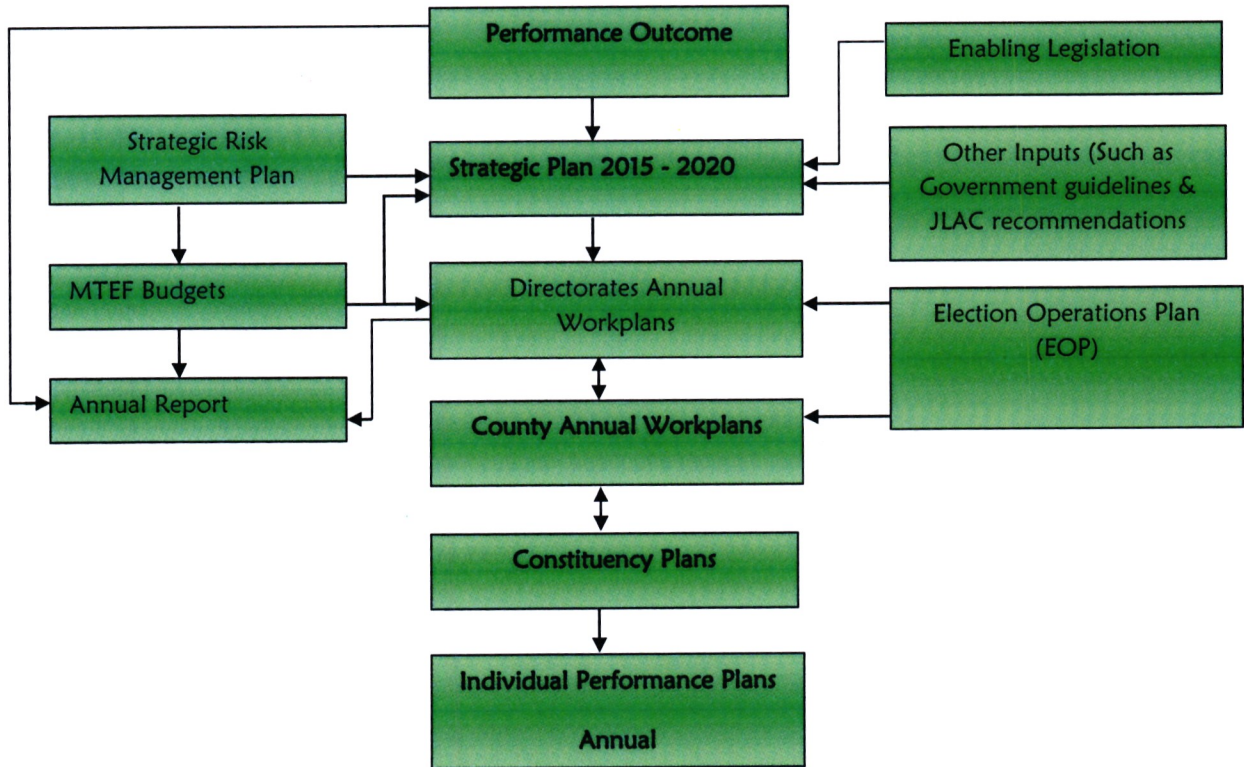 Performance Outcome
Enabling Legislation
Strategic Risk
Management Plan
Strategic Plan 2015 - 2020
Other Inputs (Such as
Government guidelines &
JLAC recommendations
MTEF Budgets
Directorates Annual
Workplans
Election Operations Plan
(EOP)
Annual Report
County Annual Workplans
Constituency Plans
Individual Performance Plans
Annual